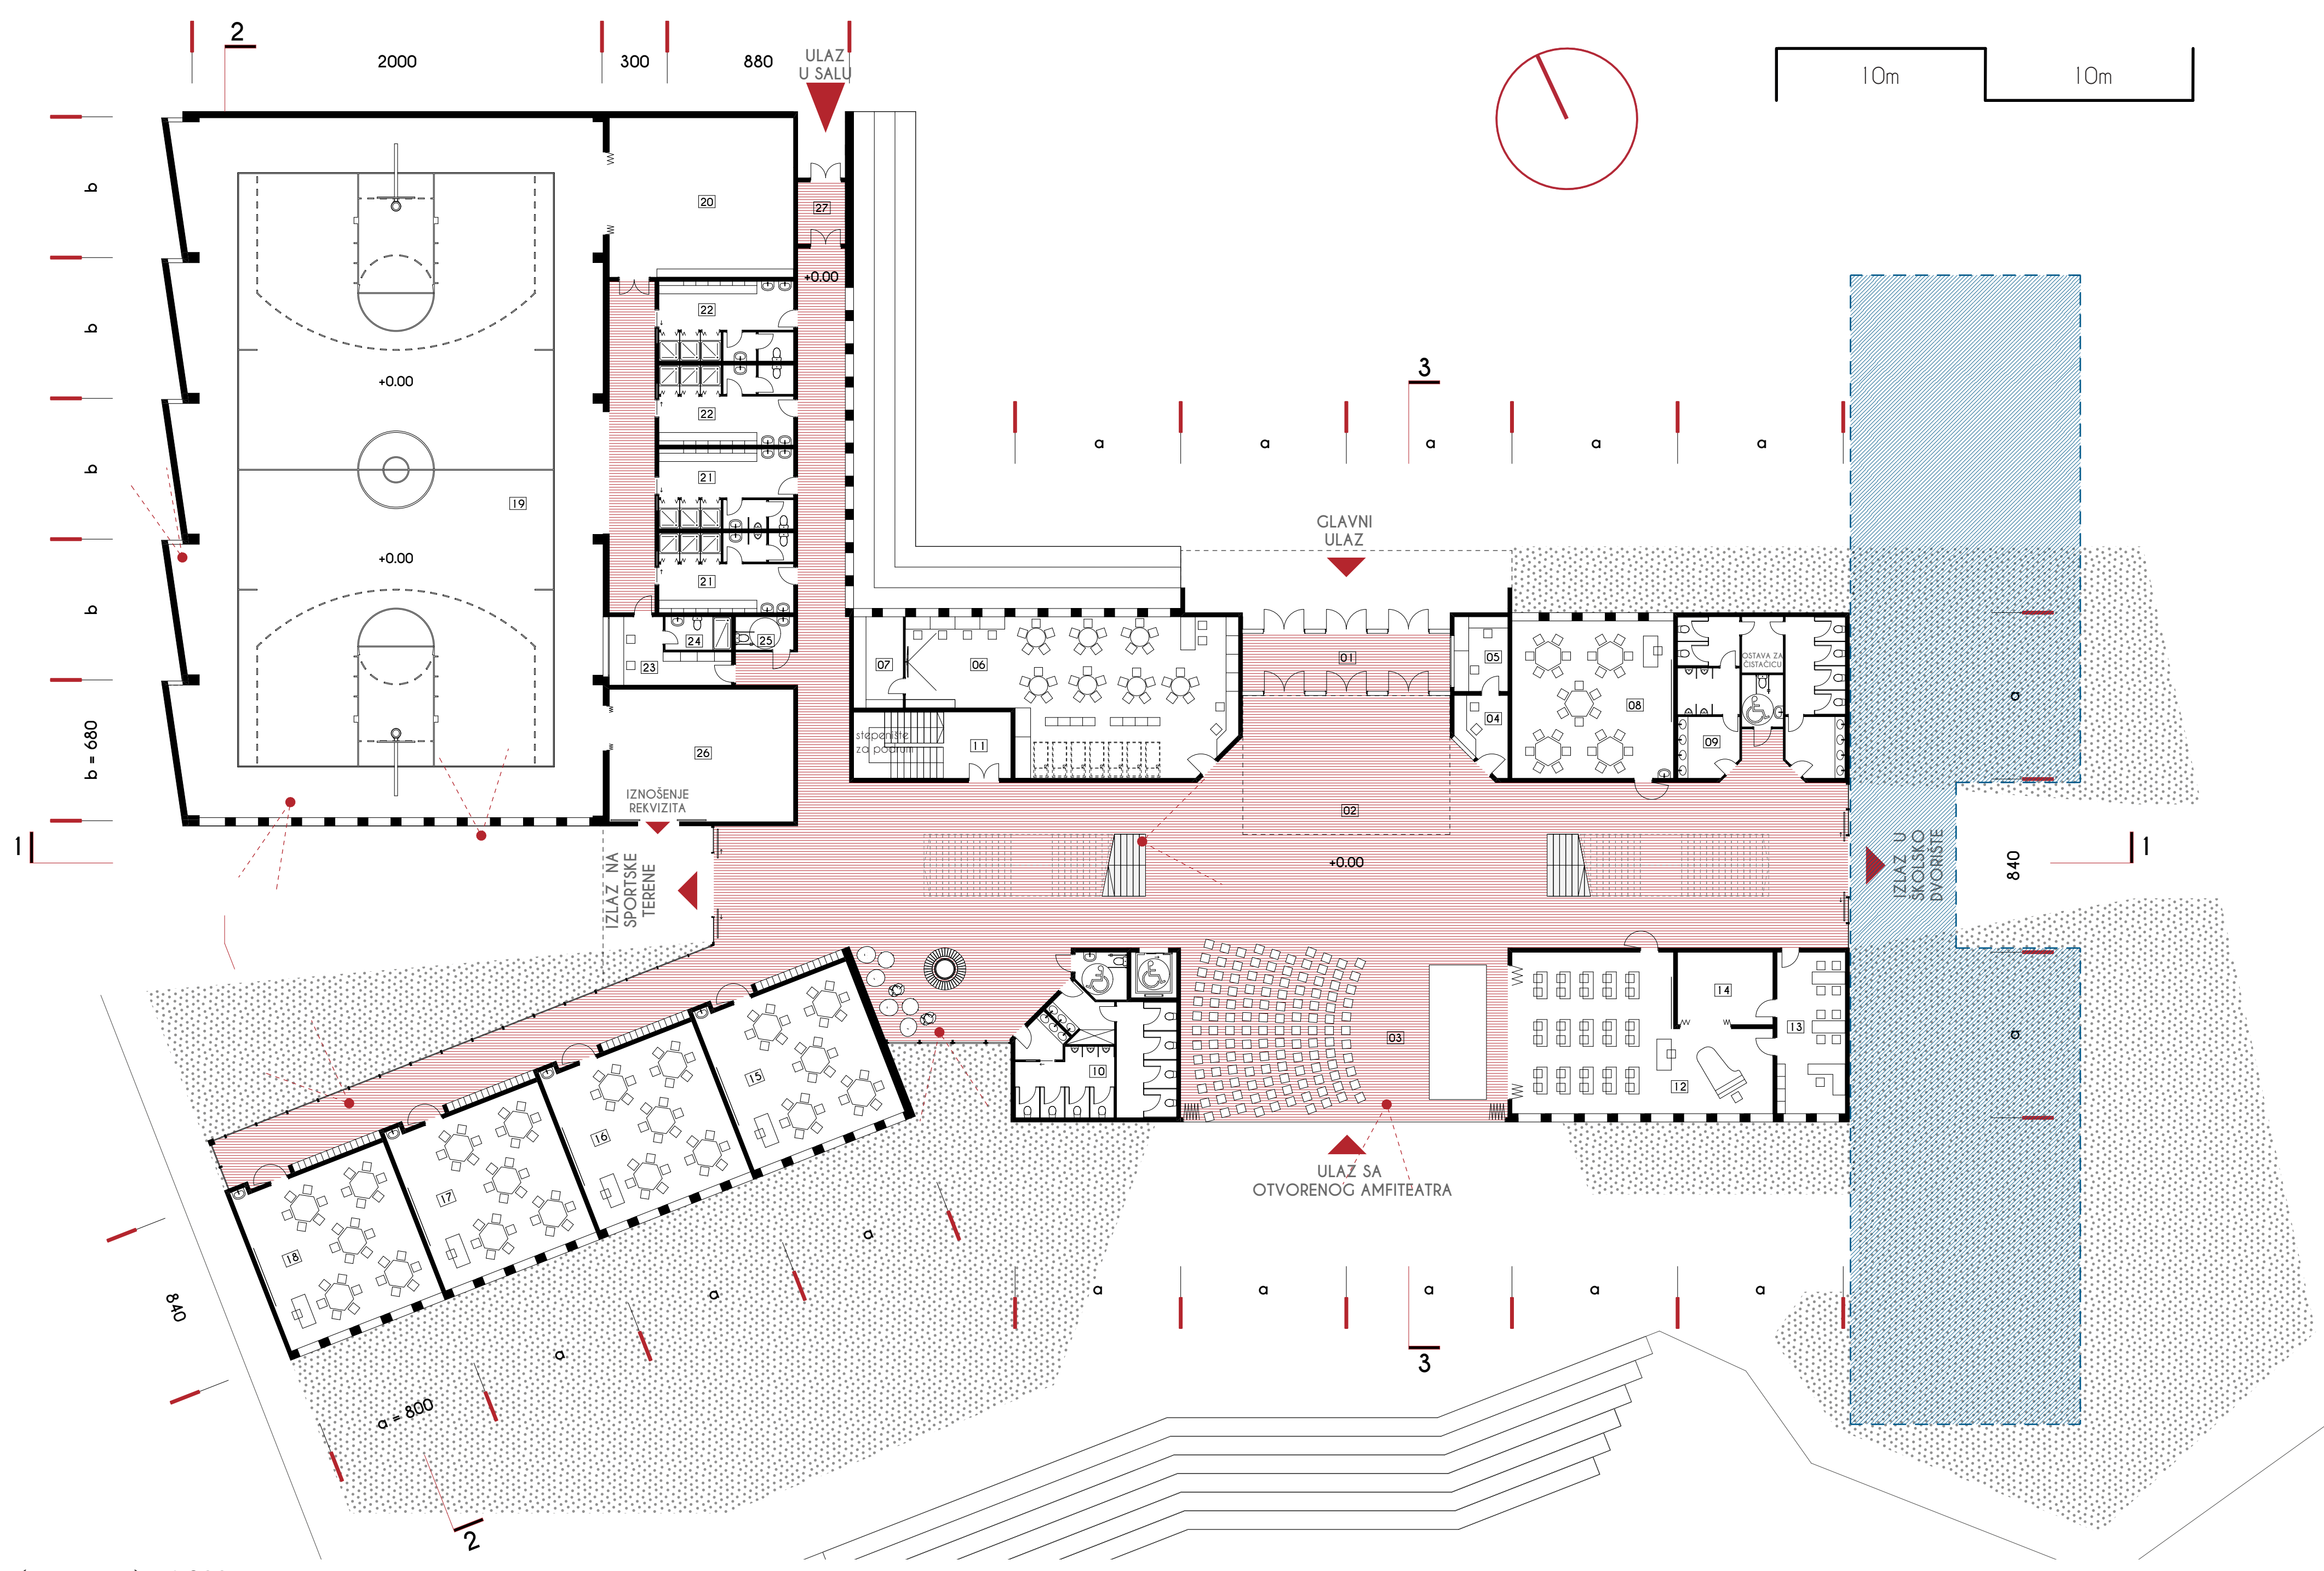 2
2000
300
880
ULAZ
U SALU
10m
10m
b
20
27
+0.00
22
b
+0.00
22
3
a
a
a
a
a
b
21
19
GLAVNI
ULAZ
+0.00
21
b
24
25
23
07
06
01
05
OSTAVA ZA
ČISTAČICU
04
08
09
a
b = 680
26
stepenište
za podrum
11
IZNOŠENJE
REKVIZITA
02
1
1
+0.00
840
IZLAZ NA
SPORTSKE
TERENE
IZLAZ U
ŠKOLSKO
DVORIŠTE
14
13
03
a
10
12
15
16
17
18
ULAZ SA
OTVORENOG AMFITEATRA
a
a
a
a = 800
840
a
a
a
a
a
3
2